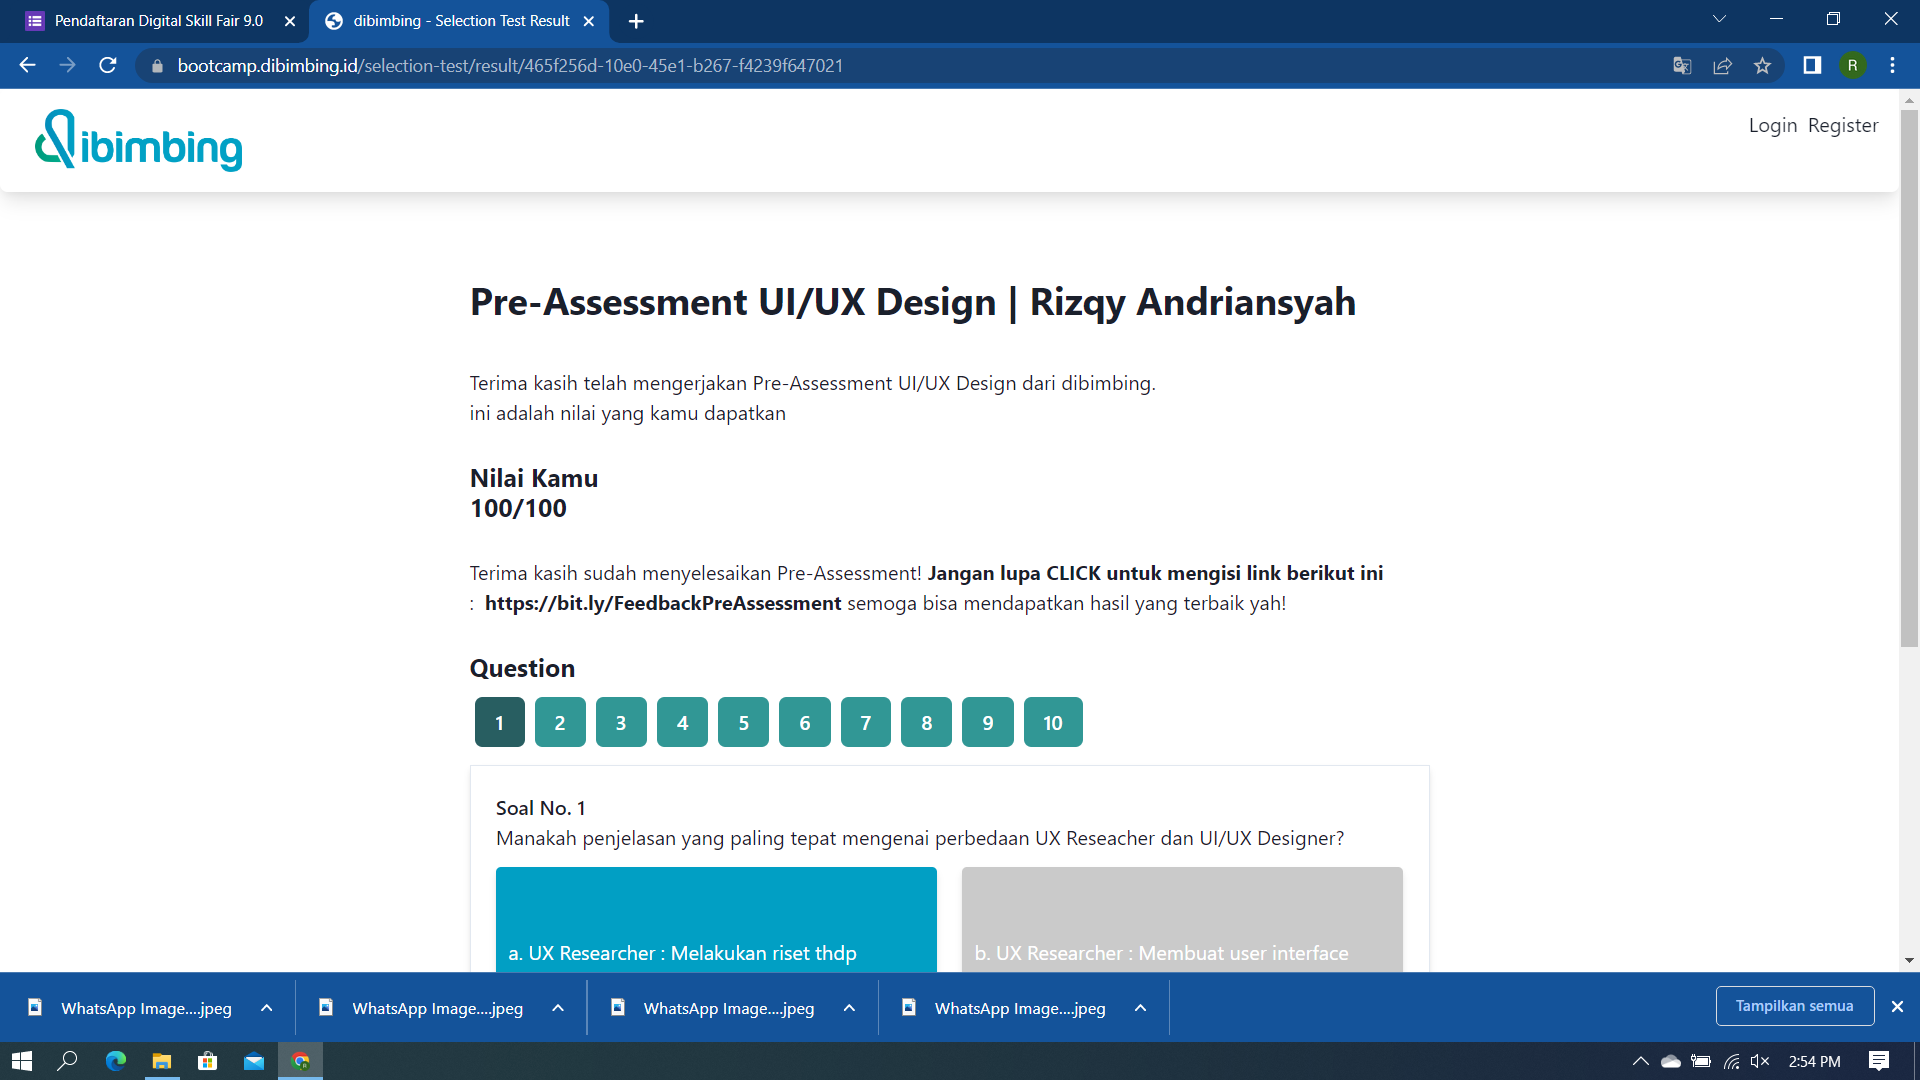 Pendaftaran Digital Skill Fair 9.0
dibimbing - Selection Test Result
bootcamp.dibimbing.id/selection-test/result/465f256d-10e0-45e1-b267-f4239f647021
R
dibimbing
Login Register
Pre-Assessment UI/UX Design | Rizqy Andriansyah
Terima kasih telah mengerjakan Pre-Assessment UI/UX Design dari dibimbing.
ini adalah nilai yang kamu dapatkan
Nilai Kamu
100/100
Terima kasih sudah menyelesaikan Pre-Assessment! Jangan lupa CLICK untuk mengisi link berikut ini
: https://bit.ly/FeedbackPreAssessment semoga bisa mendapatkan hasil yang terbaik yah!
Question
1 2 3 4 5 6 7 8 9 10
Soal No. 1
Manakah penjelasan yang paling tepat mengenai perbedaan UX Reseacher dan UI/UX Designer?
a. UX Researcher : Melakukan riset thdp
b. UX Researcher : Membuat user interface
WhatsApp Image....jpeg
WhatsApp Image....jpeg
WhatsApp Image....jpeg
WhatsApp Image....jpeg
Tampilkan semua
2:54 PM